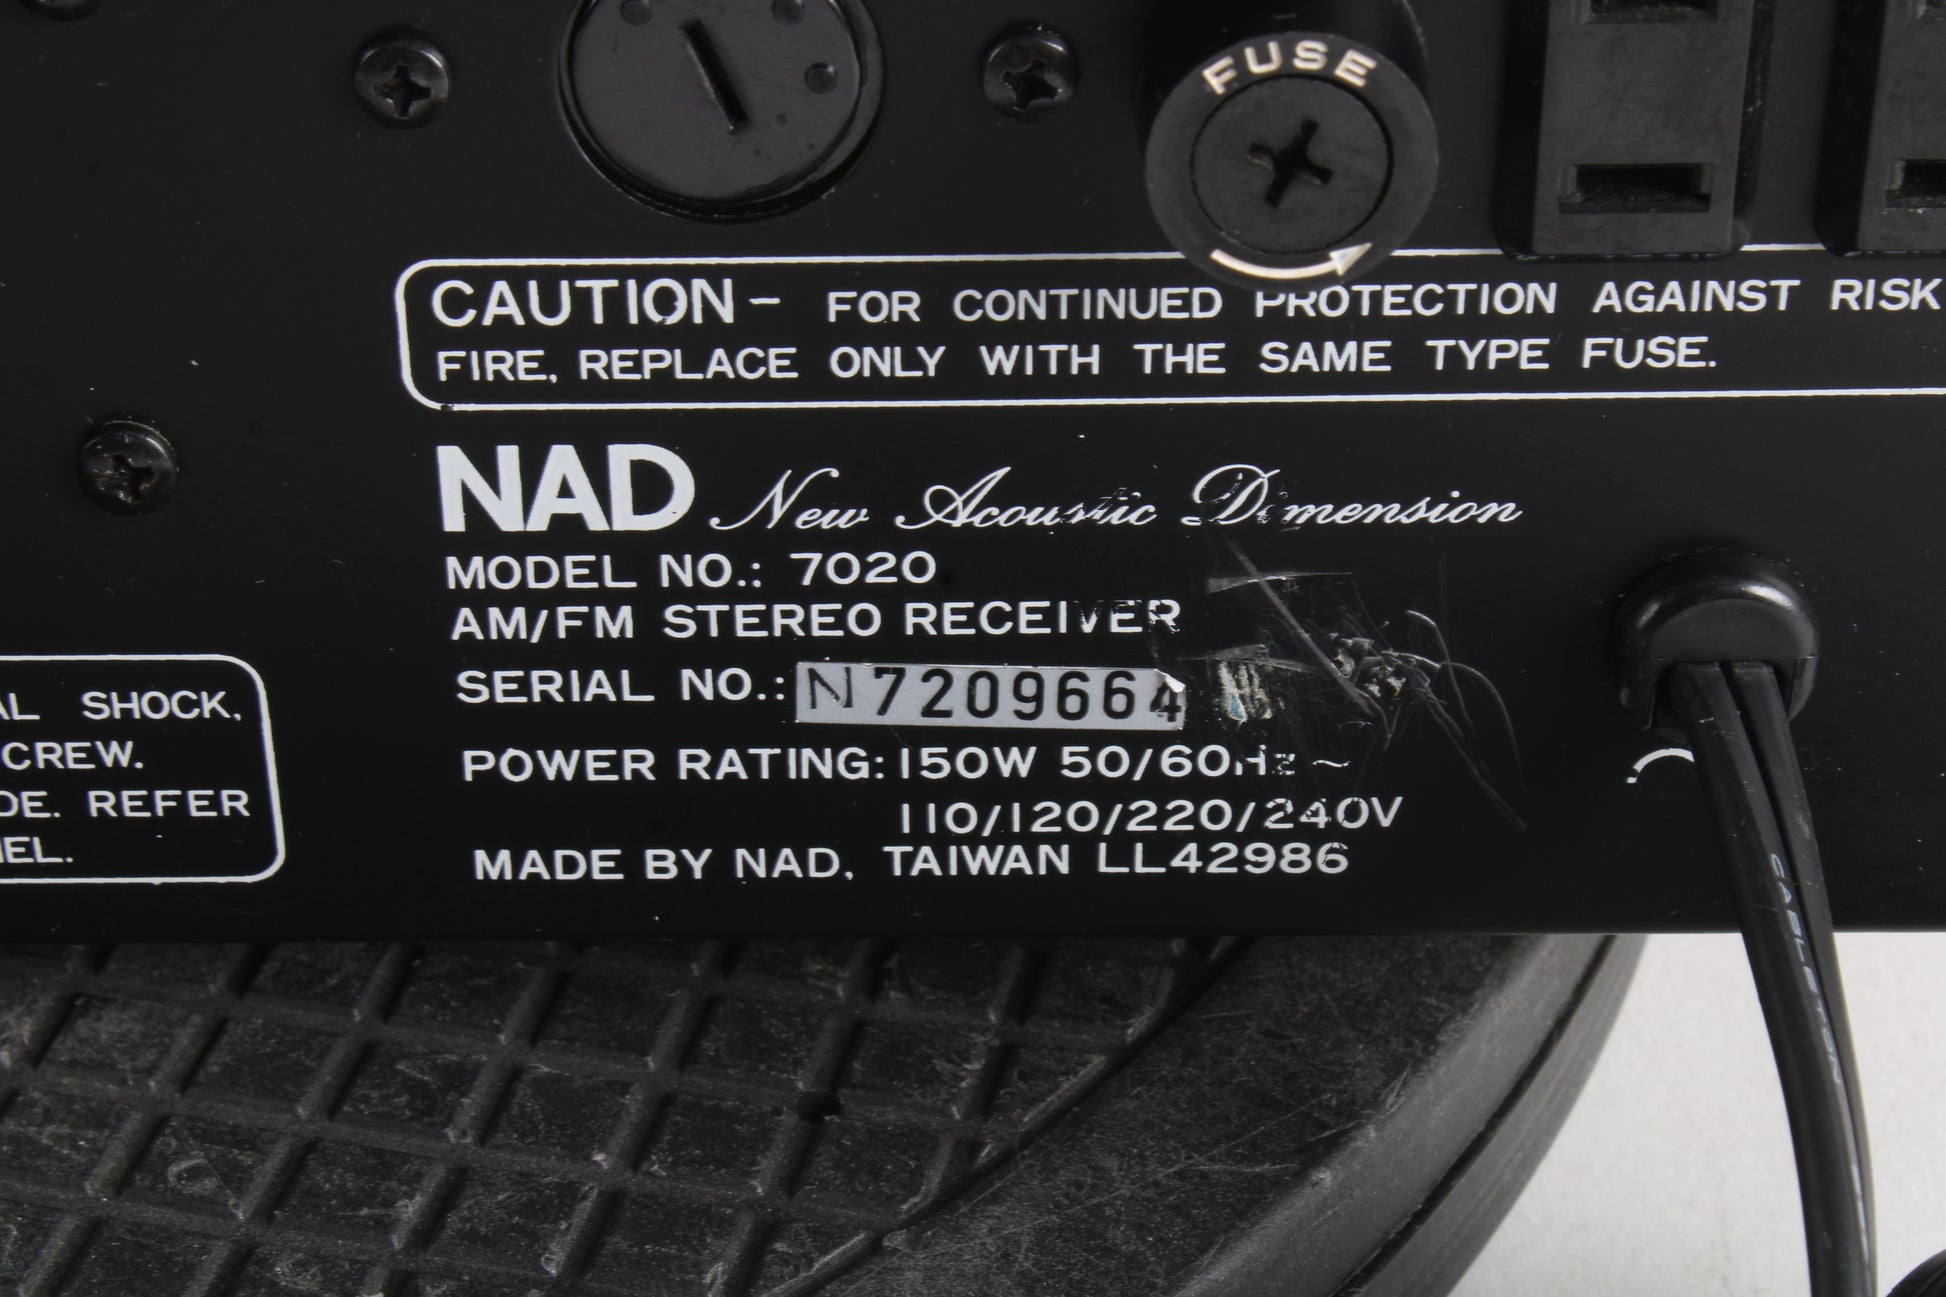 FUSE
CAUTION - FOR CONTINUED PROTECTION AGAINST RISK
FIRE, REPLACE ONLY WITH THE SAME TYPE FUSE.
NAD New Acoustic Dimension
MODEL NO.: 7020
AM/FM STEREO RECEIVER
SERIAL NO.: N7209664
POWER RATING: 150W 50/60Hz ~
110/120/220/240V
MADE BY NAD, TAIWAN LL42986
AL SHOCK,
CREW.
DE. REFER
NEL.
CABLETRON